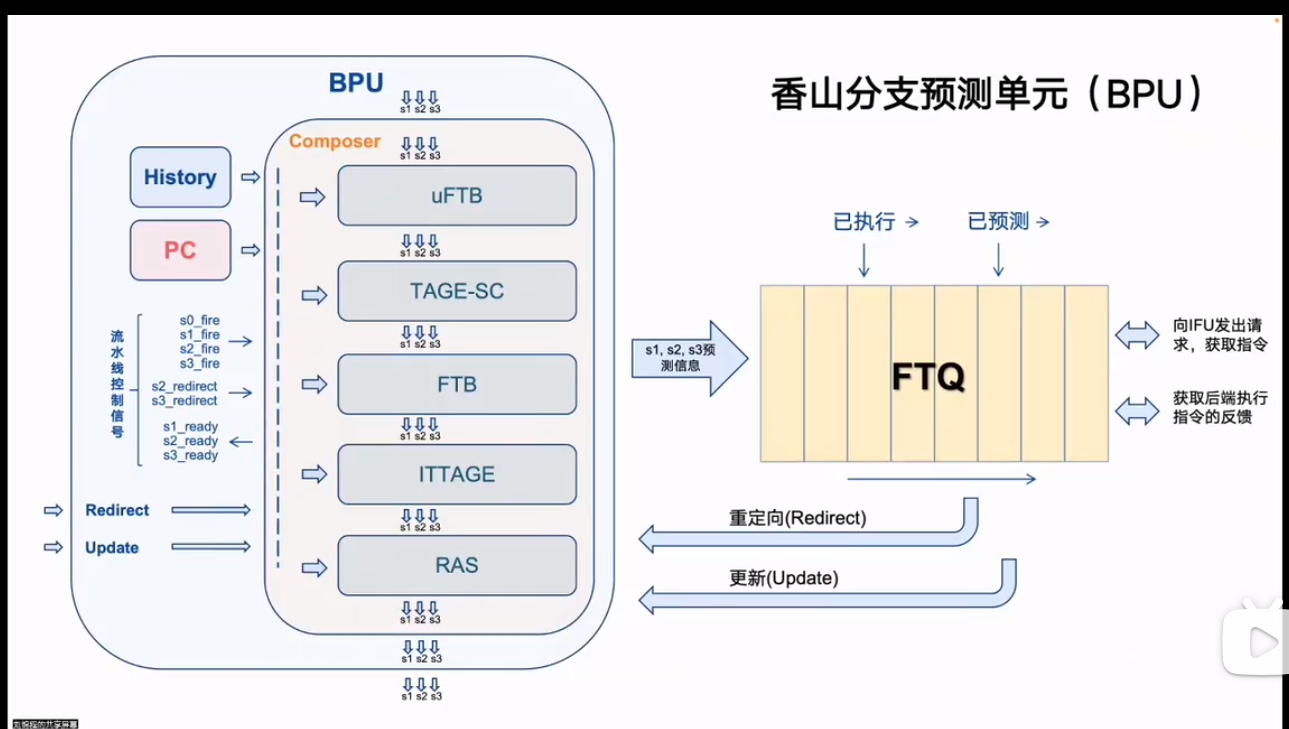 BPU
香山分支预测单元（BPU）
s1 s2 s3
Composer
s1 s2 s3
History
uFTB
PC
s1 s2 s3
TAGE-SC
流水线控制信号
s0_fire
s1_fire
s2_fire
s3_fire
s2_redirect
s3_redirect
s1_ready
s2_ready
s3_ready
s1 s2 s3
FTB
s1 s2 s3
ITTAGE
Redirect
s1 s2 s3
Update
RAS
s1 s2 s3
s1 s2 s3
s1 s2 s3
s1, s2, s3预
测信息
已执行
已预测
FTQ
向IFU发出请
求，获取指令
获取后端执行
指令的反馈
重定向(Redirect)
更新(Update)
的共享屏幕